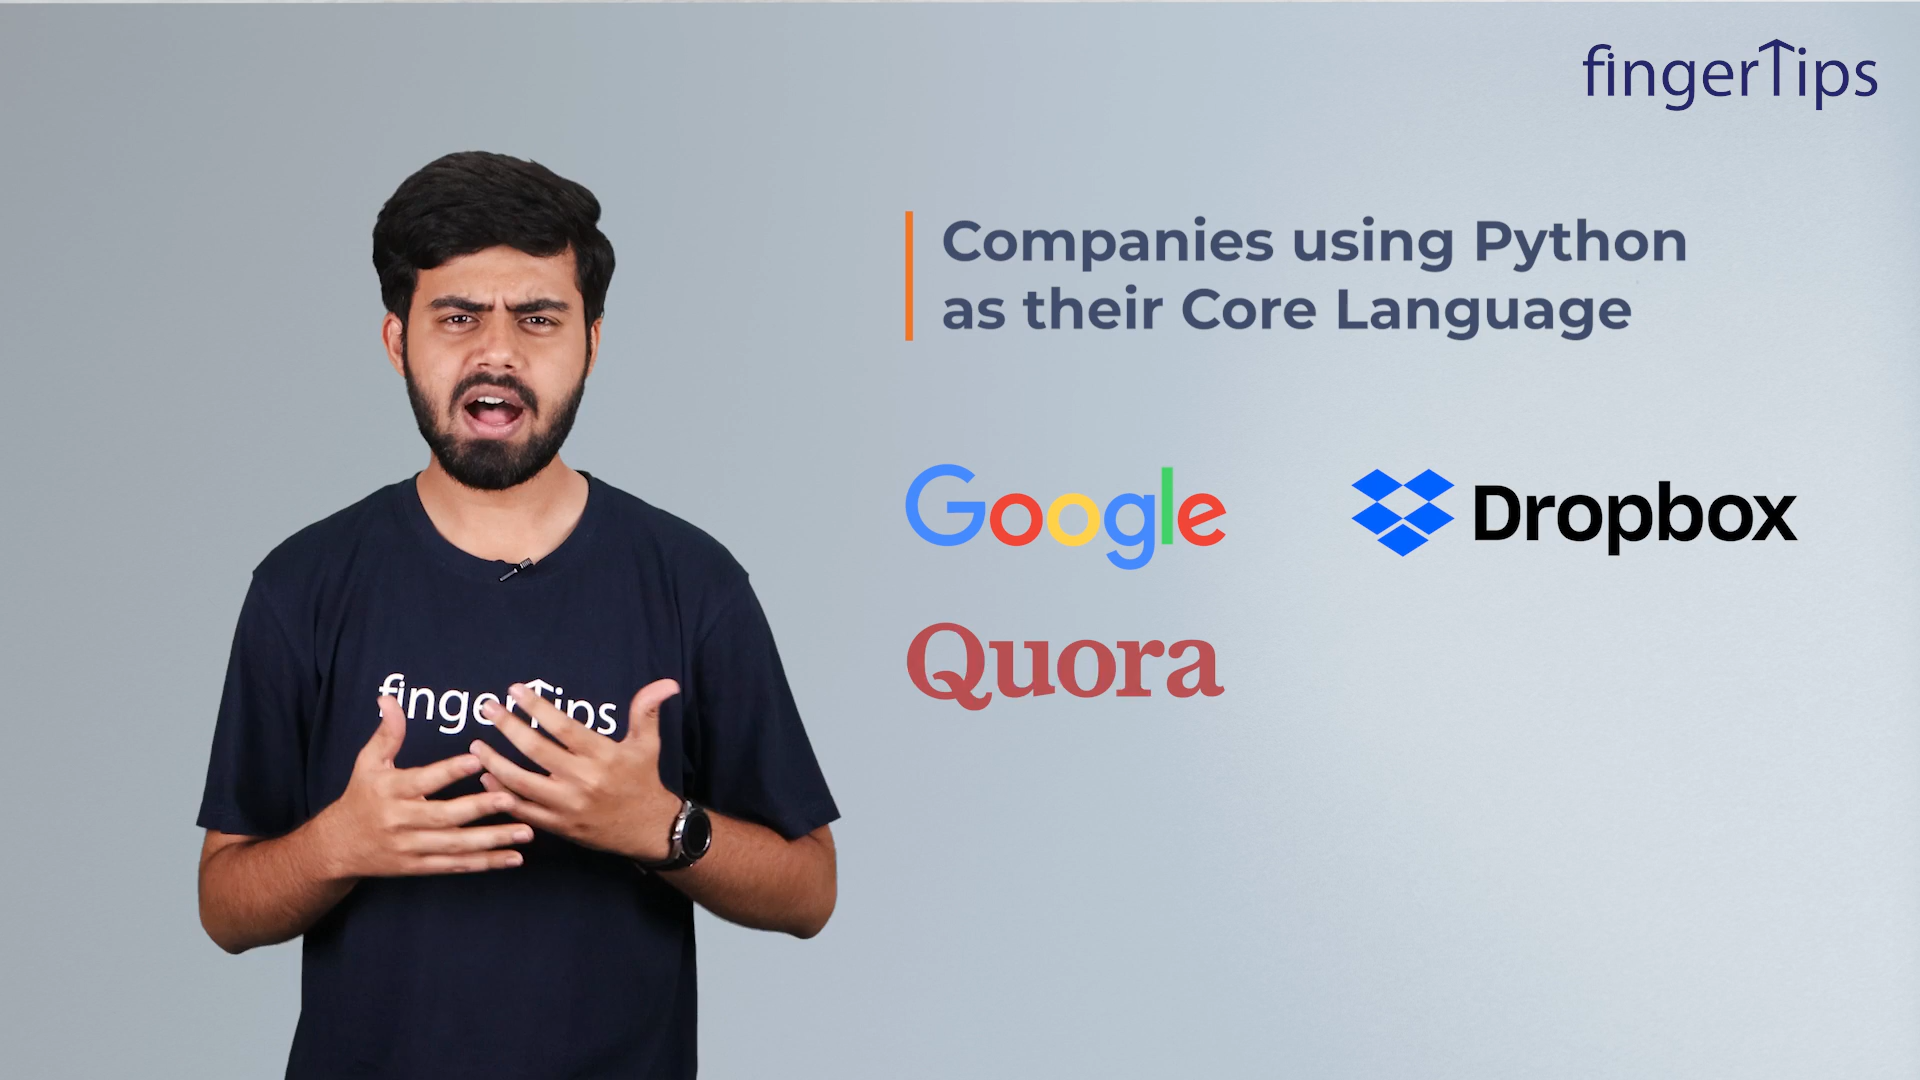 fingerTips
Companies using Python
as their Core Language
Google
Dropbox
Quora
fingerTips